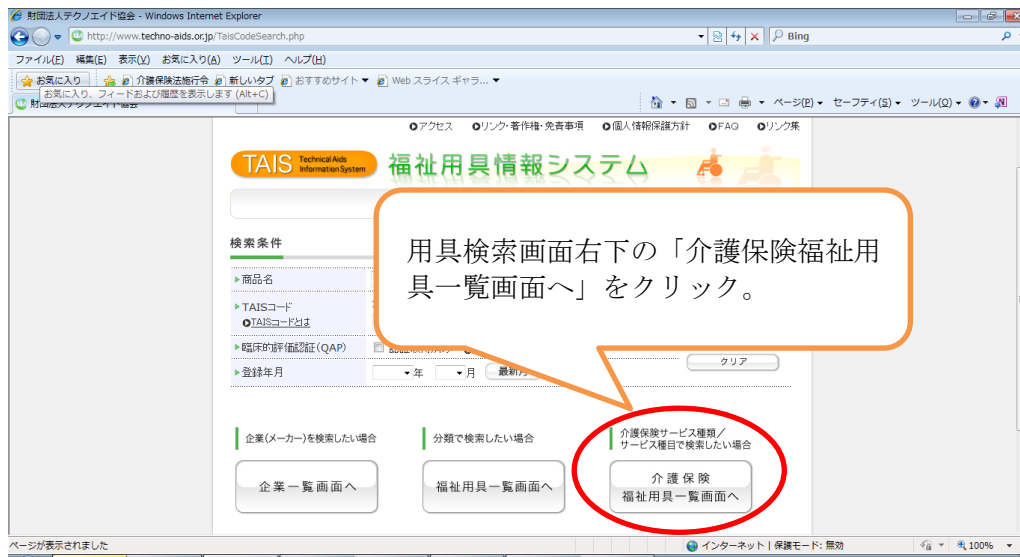 財団法人テクノエイド協会 - Windows Internet Explorer
http://www.techno-aids.or.jp/TaisCodeSearch.php
Bing
ファイル(F) 編集(E) 表示(V) お気に入り(A) ツール(T) ヘルプ(H)
お気に入り 介護保険法施行令 新しいタブ おすすめサイト ▼ Web スライス ギャラ... ▼
お気に入り、フィードおよび履歴を表示します (Alt+C)
ページ(P) セーフティ(S) ツール(O)
アクセス リンク・著作権・免責事項 個人情報保護方針 FAQ リンク集
TAIS Technical Aids Information System 福祉用具情報システム
用具検索画面右下の「介護保険福祉用
具一覧画面へ」をクリック。
検索条件
商品名
TAISコード
TAISコードとは
臨床的評価認証(QAP)
クリア
登録年月 年 月 最新月
企業(メーカー)を検索したい場合
分類で検索したい場合
介護保険サービス種類/
サービス種目で検索したい場合
企業一覧画面へ
福祉用具一覧画面へ
介護保険
福祉用具一覧画面へ
ページが表示されました
インターネット | 保護モード: 無効
100%